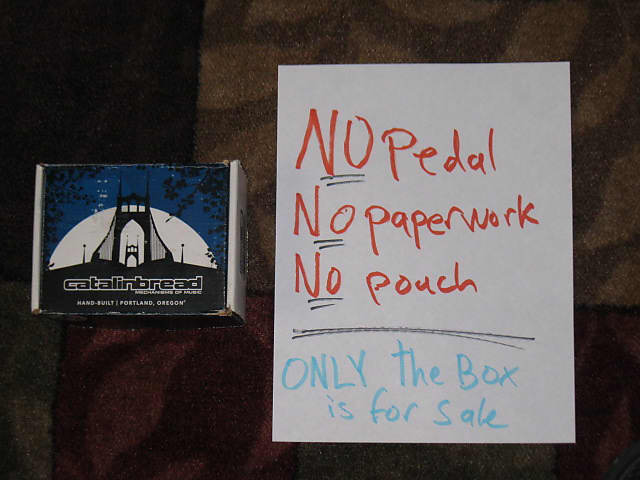 catalinbread
MECHANISMS OF MUSIC
HAND-BUILT | PORTLAND, OREGON
NO Pedal
No paperwork
No pouch
ONLY the Box
is for sale